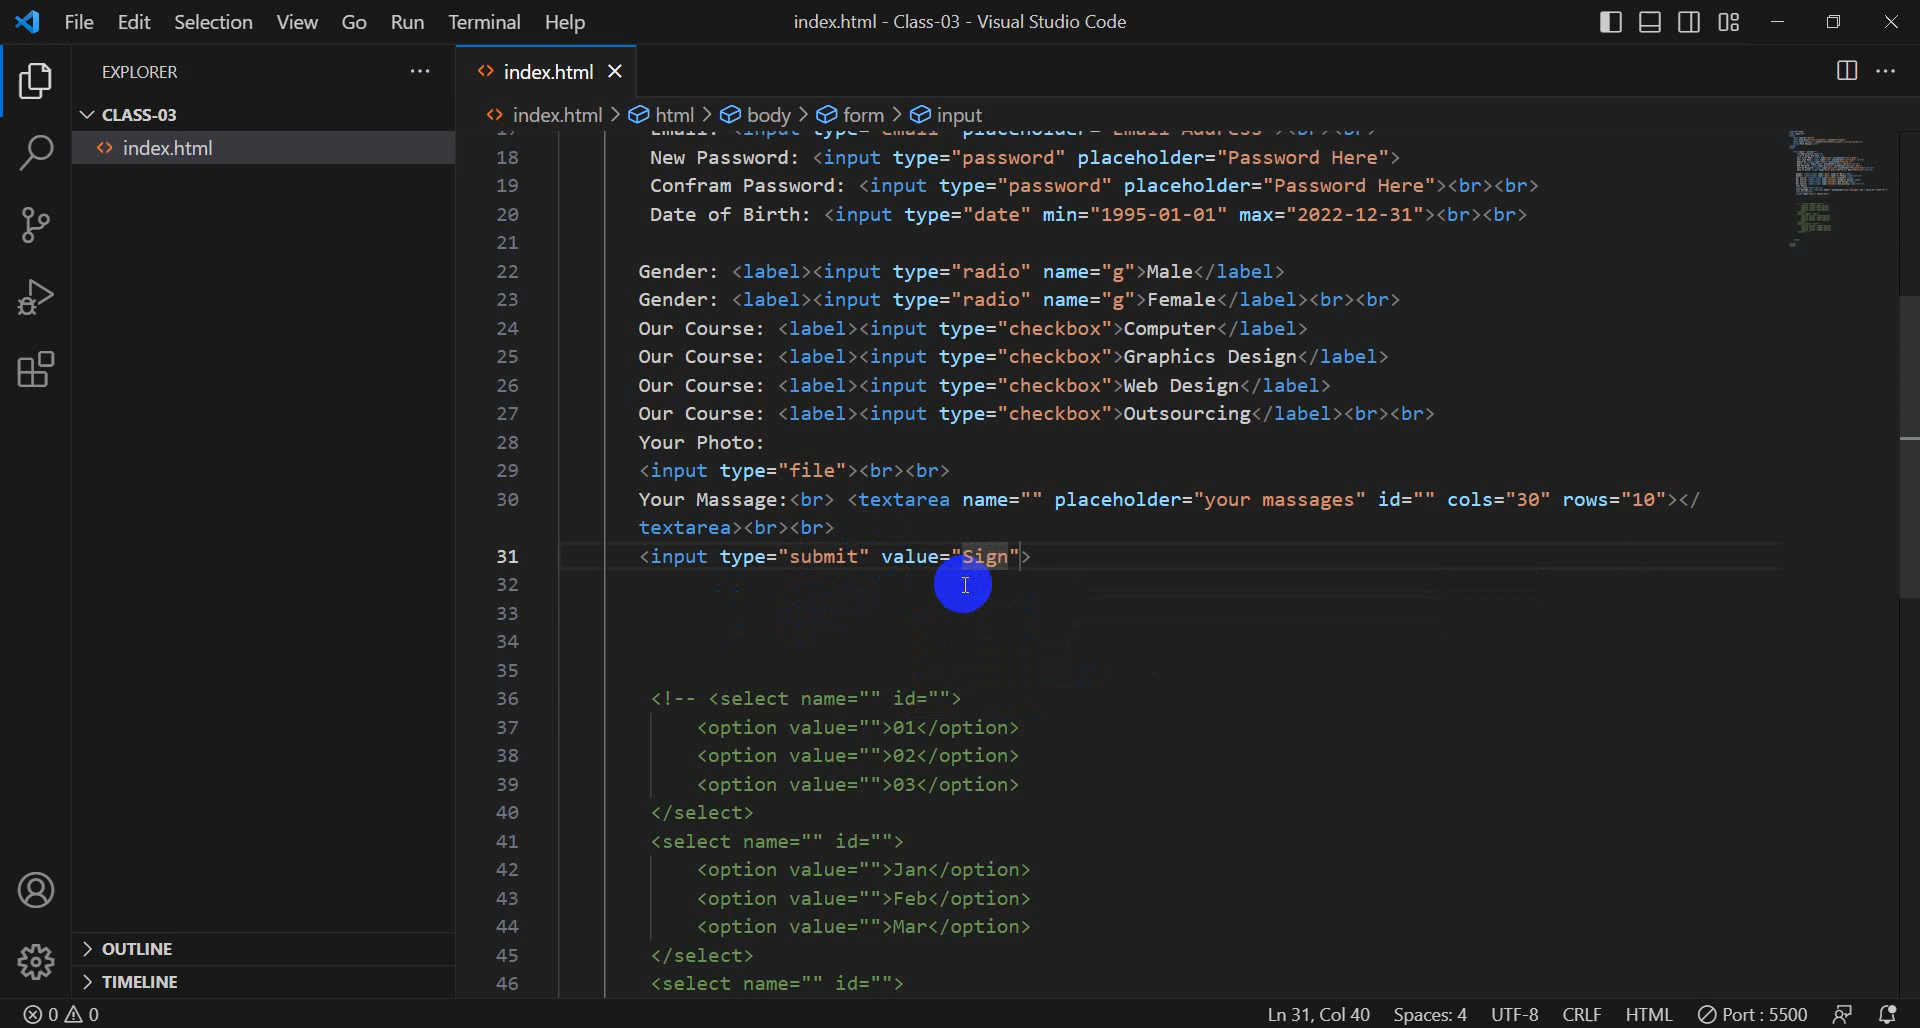 File Edit Selection View Go Run Terminal Help
index.html - Class-03 - Visual Studio Code
EXPLORER
CLASS-03
index.html
OUTLINE
TIMELINE
index.html
index.html > html > body > form > input
17 Email: <input type="email" placeholder="Email Address"><br><br>
18 New Password: <input type="password" placeholder="Password Here">
19 Confram Password: <input type="password" placeholder="Password Here"><br><br>
20 Date of Birth: <input type="date" min="1995-01-01" max="2022-12-31"><br><br>
21
22 Gender: <label><input type="radio" name="g">Male</label>
23 Gender: <label><input type="radio" name="g">Female</label><br><br>
24 Our Course: <label><input type="checkbox">Computer</label>
25 Our Course: <label><input type="checkbox">Graphics Design</label>
26 Our Course: <label><input type="checkbox">Web Design</label>
27 Our Course: <label><input type="checkbox">Outsourcing</label><br><br>
28 Your Photo:
29 <input type="file"><br><br>
30 Your Massage:<br> <textarea name="" placeholder="your massages" id="" cols="30" rows="10"></
textarea><br><br>
31 <input type="submit" value="Sign">
32
33
34
35
36 <!-- <select name="" id="">
37 <option value="">01</option>
38 <option value="">02</option>
39 <option value="">03</option>
40 </select>
41 <select name="" id="">
42 <option value="">Jan</option>
43 <option value="">Feb</option>
44 <option value="">Mar</option>
45 </select>
46 <select name="" id="">
0 0
Ln 31, Col 40 Spaces: 4 UTF-8 CRLF HTML Port : 5500